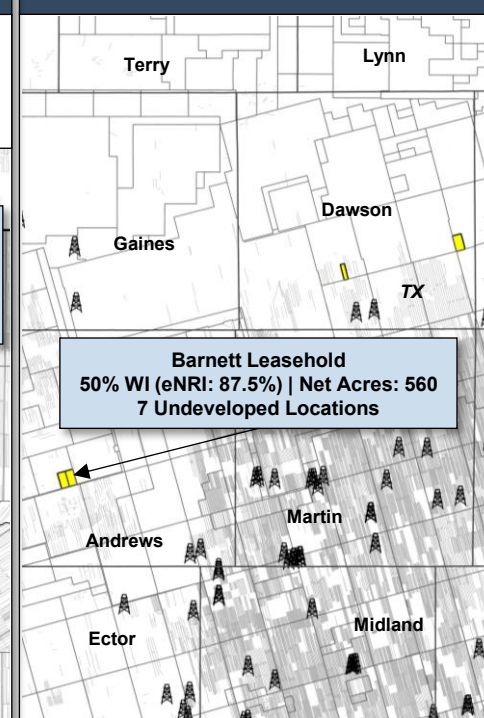 Terry
Lynn
Dawson
Gaines
TX
Barnett Leasehold
50% WI (eNRI: 87.5%) | Net Acres: 560
7 Undeveloped Locations
Martin
Andrews
Midland
Ector